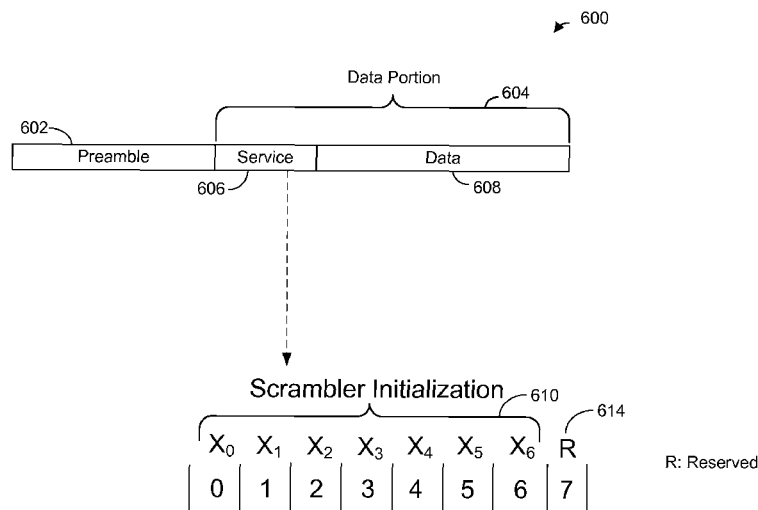 600
Data Portion
604
602
Preamble Service Data
606 608
Scrambler Initialization
610
614
X0 X1 X2 X3 X4 X5 X6 R
R: Reserved
0 1 2 3 4 5 6 7